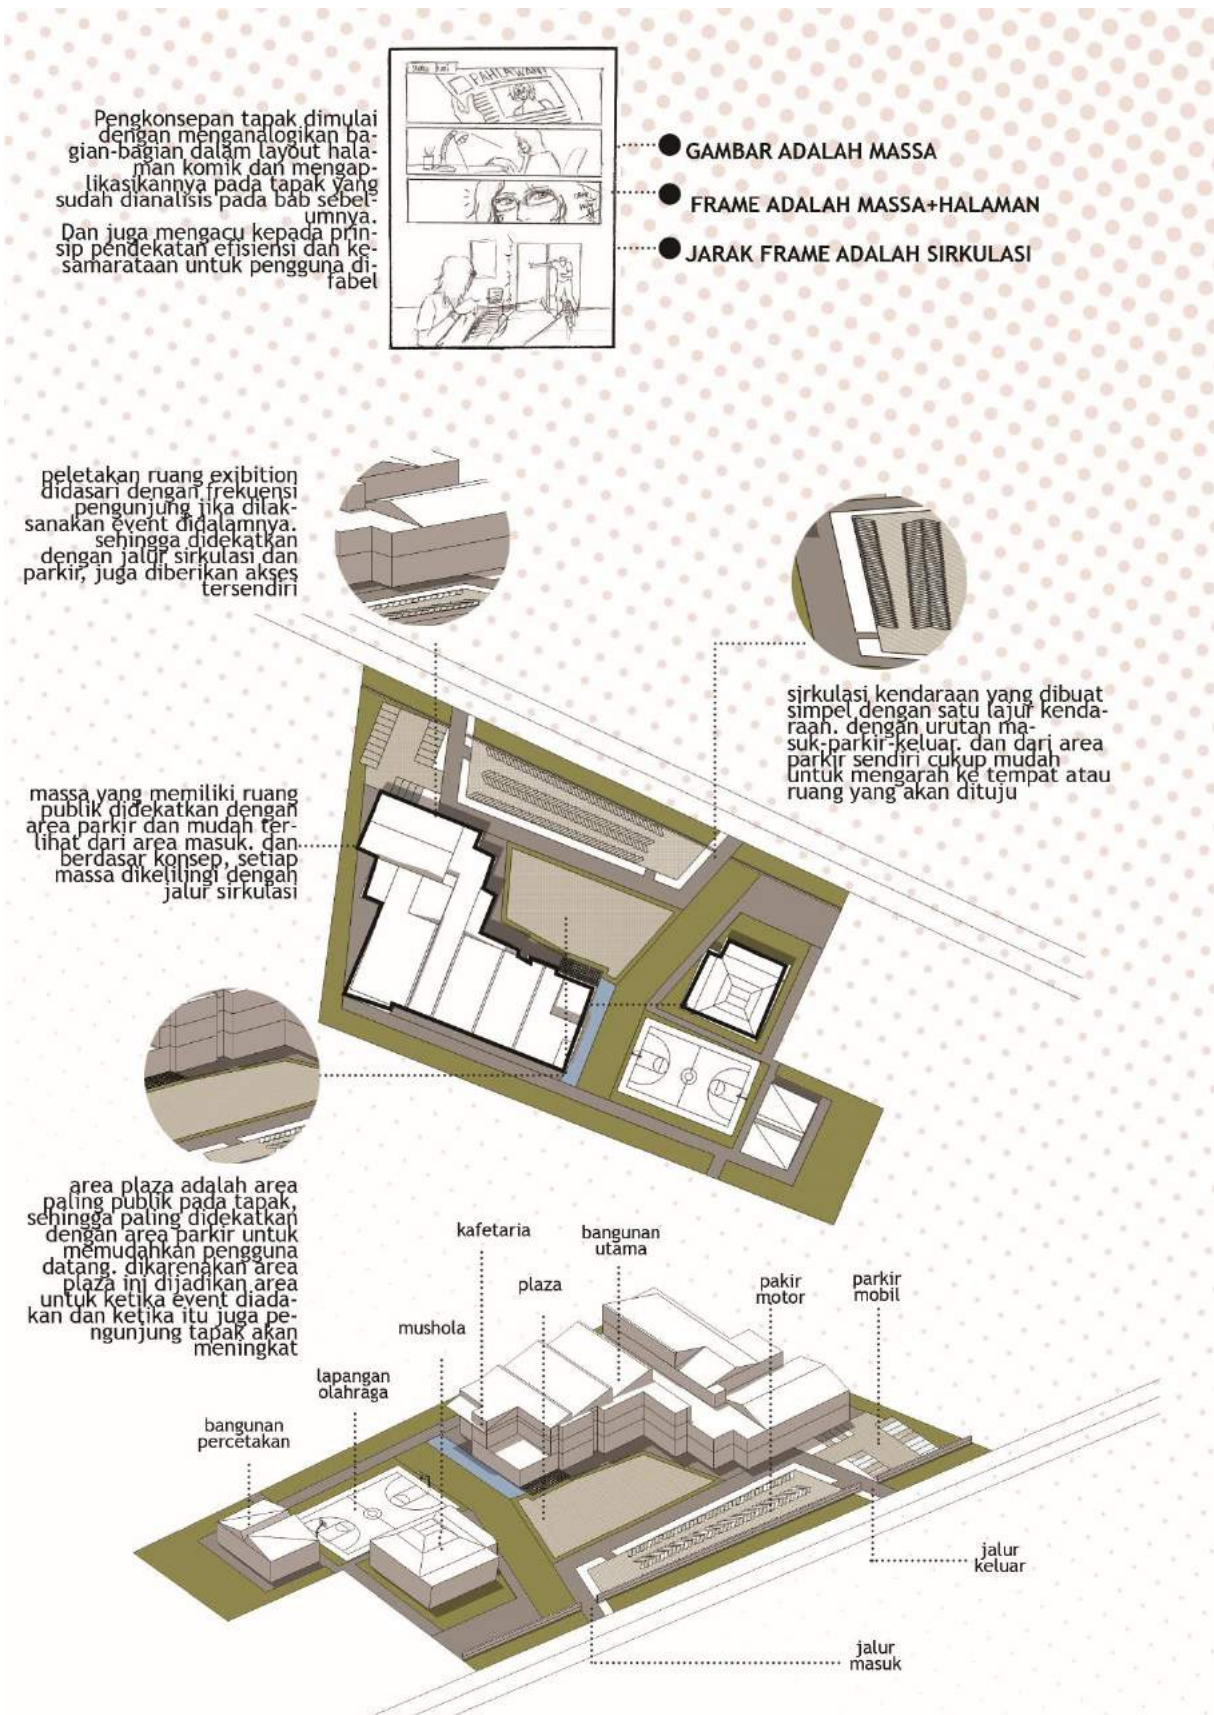 Pengkonsepan tapak dimulai
dengan menganalogikan ba-
gian-bagian dalam layout hala-
man komik dan mengap-
likasikannya pada tapak yang
sudah dianalisis pada bab sebel-
umnya.
Dan juga mengacu kepada prin-
sip pendekatan efisiensi dan ke-
samarataan untuk pengguna di-
fabel
PAHLAWAN
GAMBAR ADALAH MASSA
FRAME ADALAH MASSA+HALAMAN
JARAK FRAME ADALAH SIRKULASI
peletakan ruang exibition
didasari dengan frekuensi
pengunjung jika dilak-
sanakan event didalamnya.
sehingga didekatkan
dengan jalur sirkulasi dan
parkir, juga diberikan akses
tersendiri
sirkulasi kendaraan yang dibuat
simpel dengan satu lajur kenda-
raan. dengan urutan ma-
suk-parkir-keluar. dan dari area
parkir sendiri cukup mudah
untuk mengarah ke tempat atau
ruang yang akan dituju
massa yang memiliki ruang
publik didekatkan dengan
area parkir dan mudah ter-
lihat dari area masuk. dan
berdasar konsep, setiap
massa dikelilingi dengan
jalur sirkulasi
area plaza adalah area
paling publik pada tapak,
sehingga paling didekatkan
dengan area parkir untuk
memudahkan pengguna
datang. dikarenakan area
plaza ini dijadikan area
untuk ketika event diada-
kan dan ketika itu juga pe-
ngunjung tapak akan
meningkat
kafetaria
bangunan
utama
plaza
pakir
motor
parkir
mobil
mushola
lapangan
olahraga
bangunan
percetakan
jalur
keluar
jalur
masuk